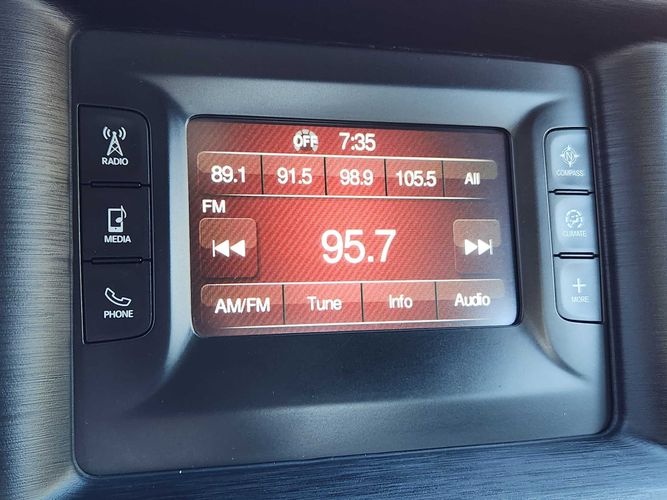 OFF 7:35
89.1 91.5 98.9 105.5 All
FM
95.7
AM/FM Tune Info Audio
RADIO
MEDIA
PHONE
N
COMPASS
CLIMATE
MORE